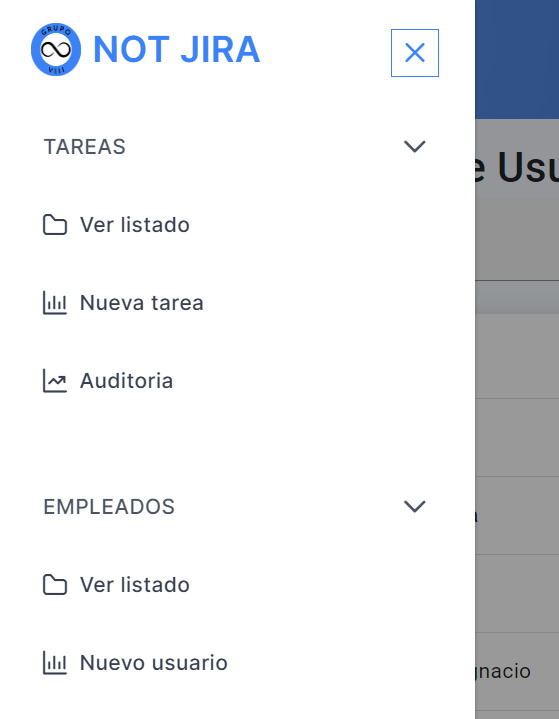 GRUPO
VIII
NOT JIRA
TAREAS
Ver listado
Nueva tarea
Auditoria
EMPLEADOS
Ver listado
Nuevo usuario
e Usu
gnacio